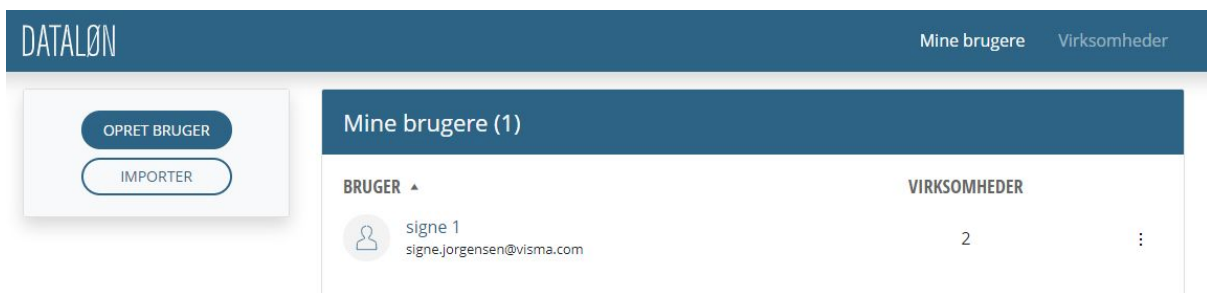 DATALØN
Mine brugere Virksomheder
OPRET BRUGER
IMPORTER
Mine brugere (1)
BRUGER ▲ VIRKSOMHEDER
signe 1
signe.jorgensen@visma.com
2